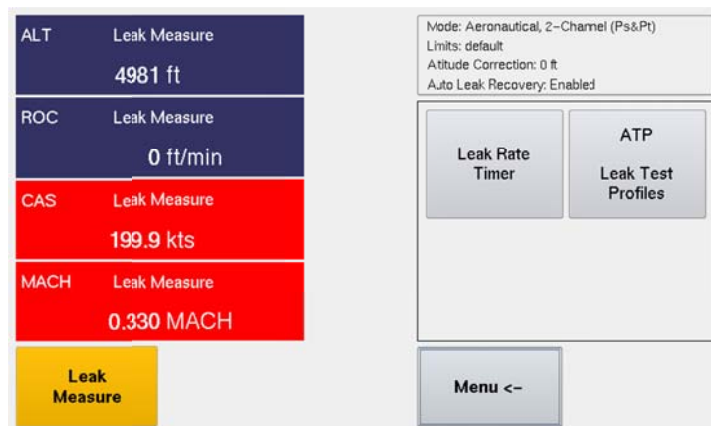 ALT Leak Measure
4981 ft
ROC Leak Measure
0 ft/min
CAS Leak Measure
199.9 kts
MACH Leak Measure
0.330 MACH
Leak
Measure
Mode: Aeronautical, 2-Channel (Ps&Pt)
Limits: default
Atitude Correction: 0 ft
Auto Leak Recovery: Enabled
Leak Rate
Timer
ATP
Leak Test
Profiles
Menu <-